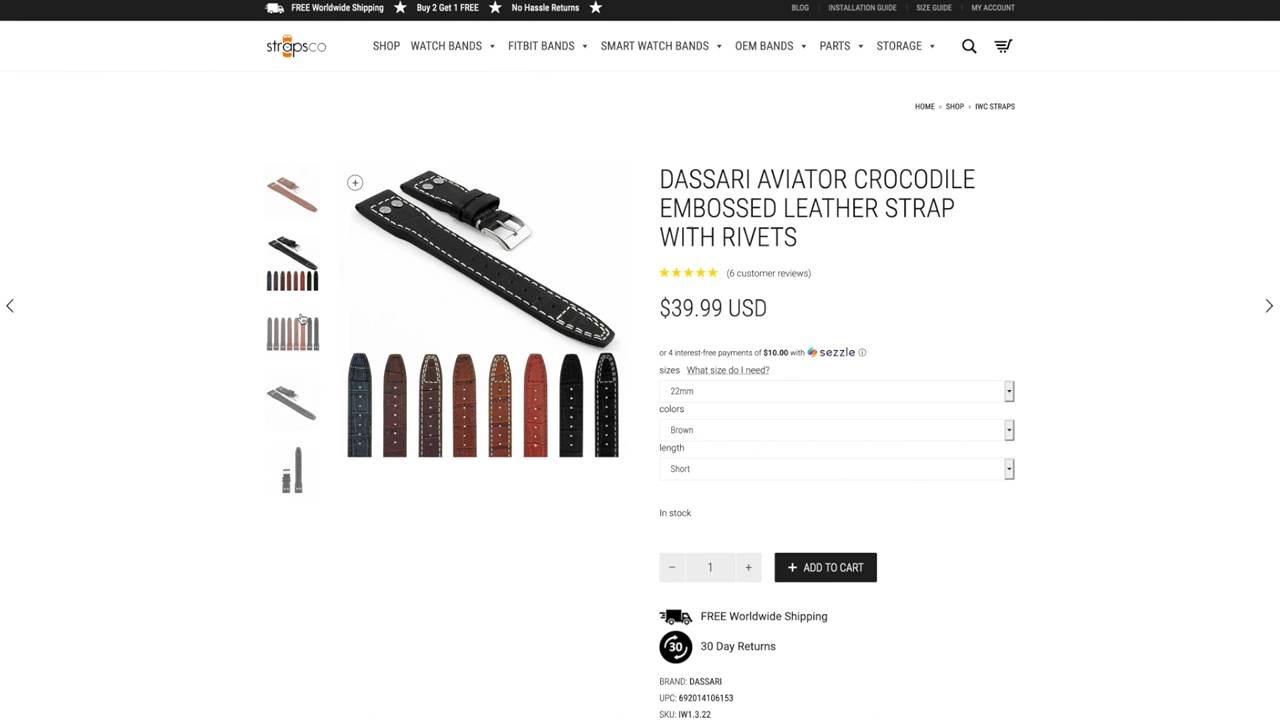 FREE Worldwide Shipping ★ Buy 2 Get 1 FREE ★ No Hassle Returns ★ BLOG | INSTALLATION GUIDE | SIZE GUIDE | MY ACCOUNT
strapsco SHOP WATCH BANDS FITBIT BANDS SMART WATCH BANDS OEM BANDS PARTS STORAGE
HOME » SHOP » IWC STRAPS
DASSARI AVIATOR CROCODILE
EMBOSSED LEATHER STRAP
WITH RIVETS
★★★★★ (6 customer reviews)
$39.99 USD
or 4 interest-free payments of $10.00 with sezzle ⓘ
sizes What size do I need?
22mm
colors
Brown
length
Short
In stock
− 1 + + ADD TO CART
FREE Worldwide Shipping
30 30 Day Returns
BRAND: DASSARI
UPC: 692014106153
SKU: IW1.3.22